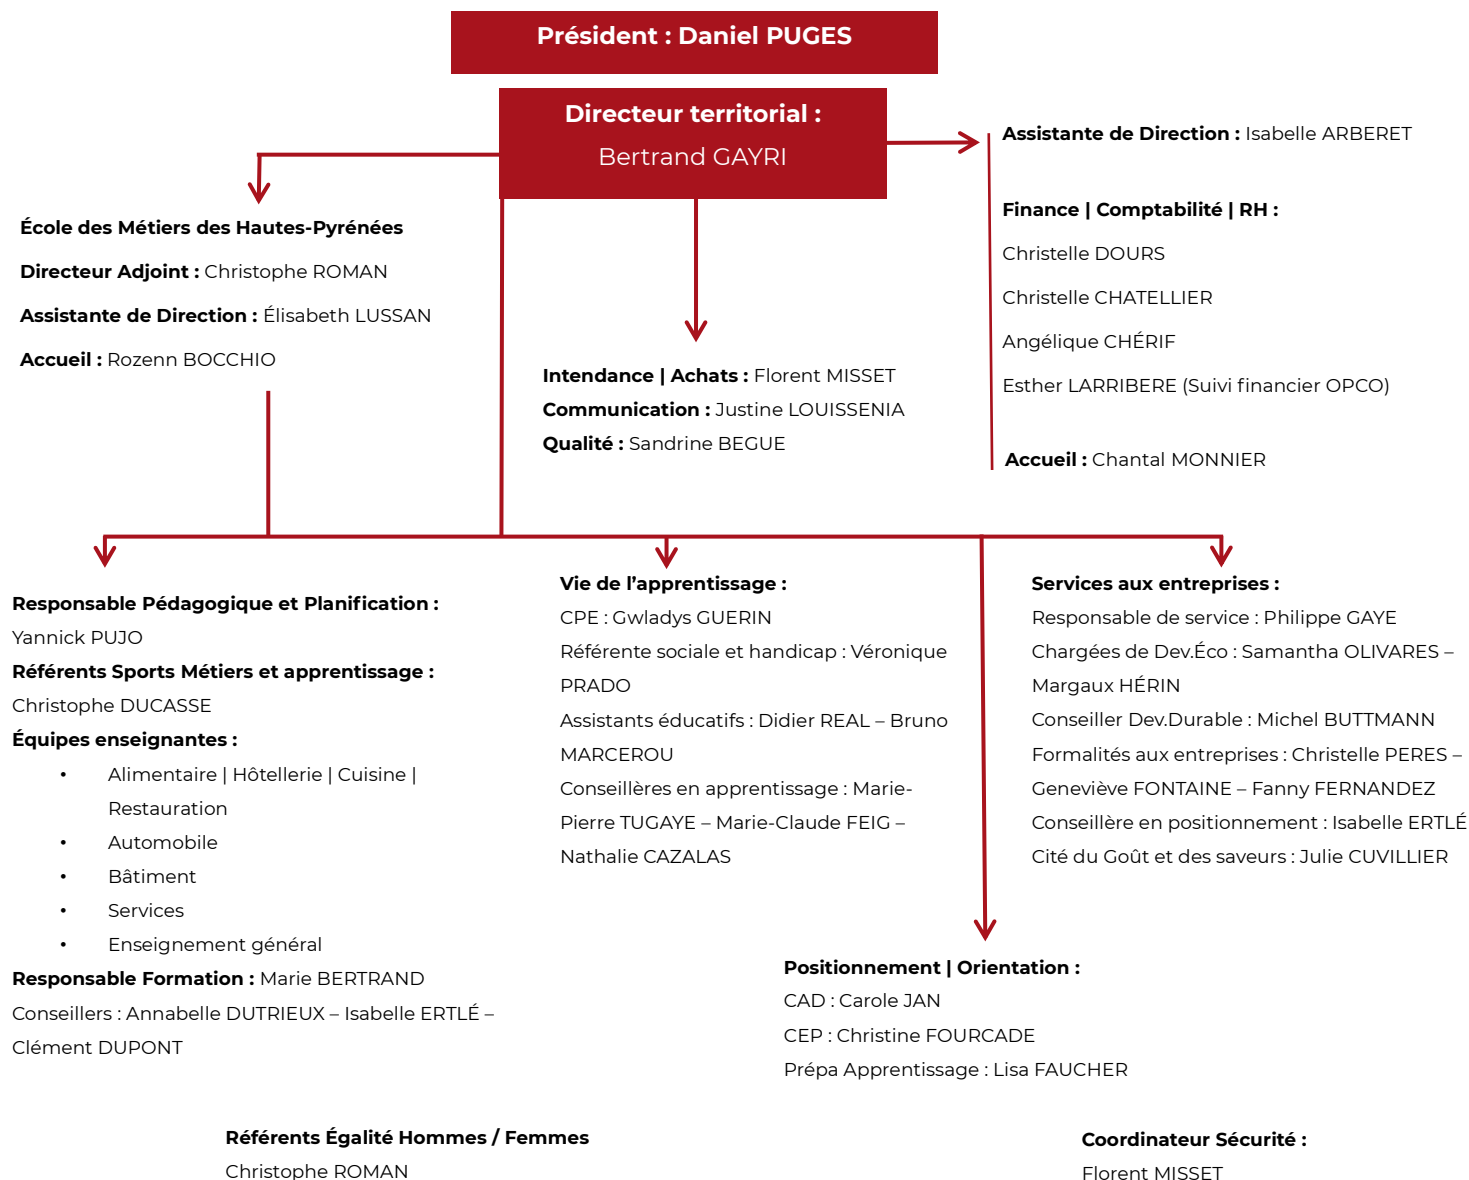 Président : Daniel PUGES
Directeur territorial :
Bertrand GAYRI
Assistante de Direction : Isabelle ARBERET
Finance | Comptabilité | RH :
Christelle DOURS
Christelle CHATELLIER
Angélique CHÉRIF
Esther LARRIBERE (Suivi financier OPCO)
Accueil : Chantal MONNIER
École des Métiers des Hautes-Pyrénées
Directeur Adjoint : Christophe ROMAN
Assistante de Direction : Élisabeth LUSSAN
Accueil : Rozenn BOCCHIO
Intendance | Achats : Florent MISSET
Communication : Justine LOUISSENIA
Qualité : Sandrine BEGUE
Responsable Pédagogique et Planification :
Yannick PUJO
Référents Sports Métiers et apprentissage :
Christophe DUCASSE
Équipes enseignantes :
• Alimentaire | Hôtellerie | Cuisine |
Restauration
• Automobile
• Bâtiment
• Services
• Enseignement général
Responsable Formation : Marie BERTRAND
Conseillers : Annabelle DUTRIEUX – Isabelle ERTLÉ –
Clément DUPONT
Vie de l'apprentissage :
CPE : Gwladys GUERIN
Référente sociale et handicap : Véronique
PRADO
Assistants éducatifs : Didier REAL – Bruno
MARCEROU
Conseillères en apprentissage : Marie-
Pierre TUGAYE – Marie-Claude FEIG –
Nathalie CAZALAS
Services aux entreprises :
Responsable de service : Philippe GAYE
Chargées de Dev.Éco : Samantha OLIVARES –
Margaux HÉRIN
Conseiller Dev.Durable : Michel BUTTMANN
Formalités aux entreprises : Christelle PERES –
Geneviève FONTAINE – Fanny FERNANDEZ
Conseillère en positionnement : Isabelle ERTLÉ
Cité du Goût et des saveurs : Julie CUVILLIER
Positionnement | Orientation :
CAD : Carole JAN
CEP : Christine FOURCADE
Prépa Apprentissage : Lisa FAUCHER
Référents Égalité Hommes / Femmes
Christophe ROMAN
Coordinateur Sécurité :
Florent MISSET